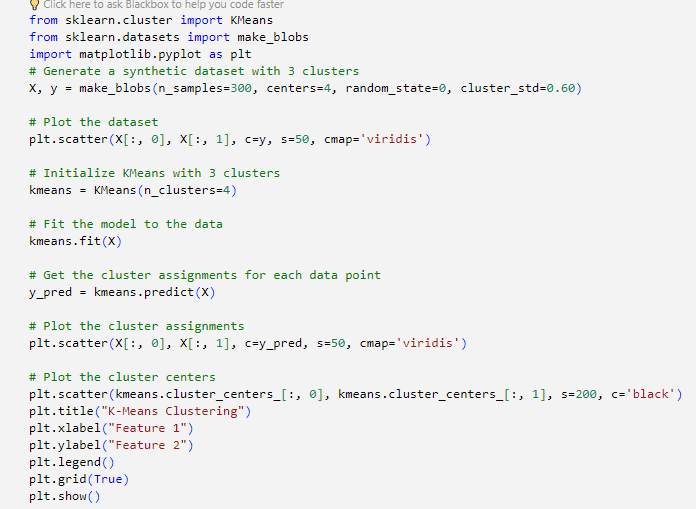 Click here to ask Blackbox to help you code faster
from sklearn.cluster import KMeans
from sklearn.datasets import make_blobs
import matplotlib.pyplot as plt
# Generate a synthetic dataset with 3 clusters
X, y = make_blobs(n_samples=300, centers=4, random_state=0, cluster_std=0.60)
# Plot the dataset
plt.scatter(X[:, 0], X[:, 1], c=y, s=50, cmap='viridis')
# Initialize KMeans with 3 clusters
kmeans = KMeans(n_clusters=4)
# Fit the model to the data
kmeans.fit(X)
# Get the cluster assignments for each data point
y_pred = kmeans.predict(X)
# Plot the cluster assignments
plt.scatter(X[:, 0], X[:, 1], c=y_pred, s=50, cmap='viridis')
# Plot the cluster centers
plt.scatter(kmeans.cluster_centers_[:, 0], kmeans.cluster_centers_[:, 1], s=200, c='black')
plt.title("K-Means Clustering")
plt.xlabel("Feature 1")
plt.ylabel("Feature 2")
plt.legend()
plt.grid(True)
plt.show()